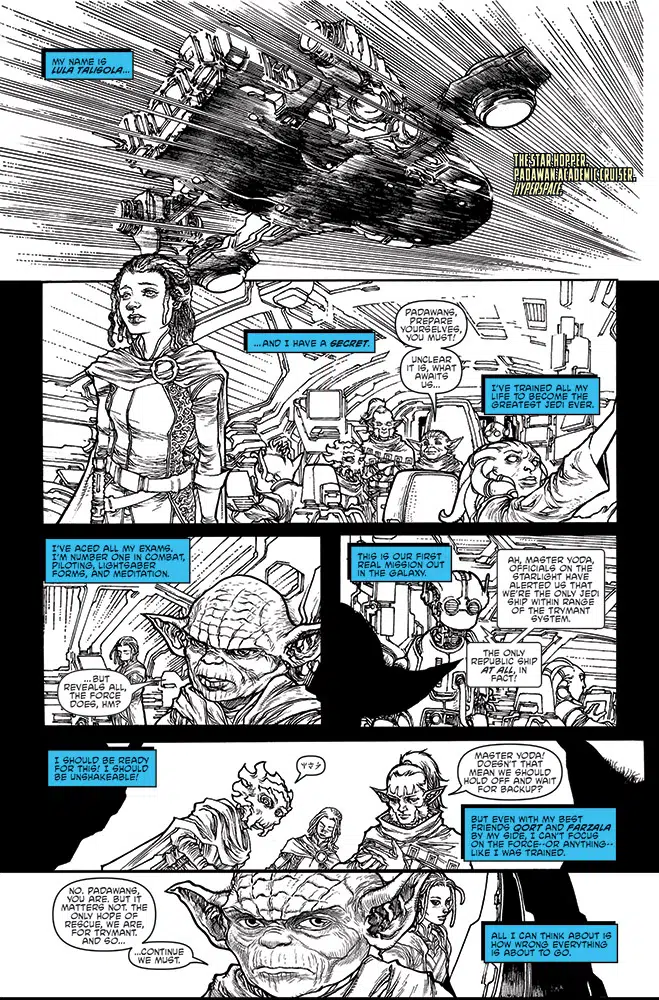 MY NAME IS
LULA TALISOLA...
THE STAR HOPPER.
PADAWAN ACADEMIC CRUISER.
HYPERSPACE.
...AND I HAVE A SECRET.
PADAWANS,
PREPARE
YOURSELVES,
YOU MUST!
UNCLEAR
IT IS, WHAT
AWAITS
US...
I'VE TRAINED ALL MY
LIFE TO BECOME THE
GREATEST JEDI EVER.
I'VE ACED ALL MY EXAMS.
I'M NUMBER ONE IN COMBAT,
PILOTING, LIGHTSABER
FORMS, AND MEDITATION.
...BUT
REVEALS ALL,
THE FORCE
DOES, HM?
THIS IS OUR FIRST
REAL MISSION OUT
IN THE GALAXY.
AH, MASTER YODA,
OFFICIALS ON THE
STARLIGHT HAVE
ALERTED US THAT
WE'RE THE ONLY JEDI
SHIP WITHIN RANGE
OF THE TRYMANT
SYSTEM.
THE ONLY
REPUBLIC SHIP
AT ALL, IN
FACT!
I SHOULD BE READY
FOR THIS! I SHOULD
BE UNSHAKEABLE!
MASTER YODA!
DOESN'T THAT
MEAN WE SHOULD
HOLD OFF AND WAIT
FOR BACKUP?
BUT EVEN WITH MY BEST
FRIENDS QORT AND FARZALA
BY MY SIDE, I CAN'T FOCUS
ON THE FORCE--OR ANYTHING--
LIKE I WAS TRAINED.
NO. PADAWANS,
YOU ARE. BUT IT
MATTERS NOT. THE
ONLY HOPE OF
RESCUE, WE ARE,
FOR TRYMANT.
AND SO...
...CONTINUE
WE MUST.
ALL I CAN THINK ABOUT IS
HOW WRONG EVERYTHING
IS ABOUT TO GO.